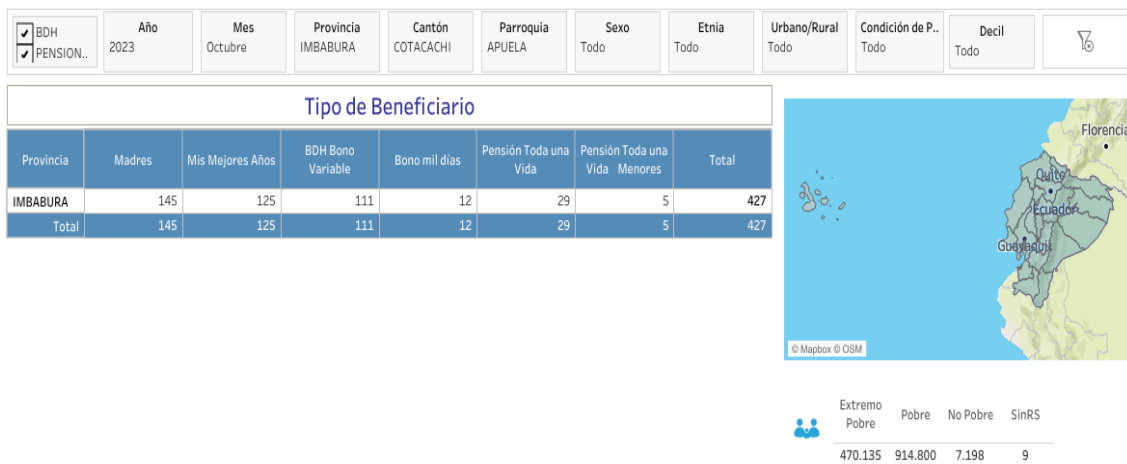 BDH
PENSION..
Año
2023
Mes
Octubre
Provincia
IMBABURA
Cantón
COTACACHI
Parroquia
APUELA
Sexo
Todo
Etnia
Todo
Urbano/Rural
Todo
Condición de P..
Todo
Decil
Todo
Tipo de Beneficiario
Provincia Madres Mis Mejores Años BDH Bono Variable Bono mil días Pensión Toda una Vida Pensión Toda una Vida Menores Total
IMBABURA 145 125 111 12 29 5 427
Total 145 125 111 12 29 5 427
Florencia
Quito
Ecuador
Guayaquil
© Mapbox © OSM
Extremo Pobre Pobre No Pobre SinRS
470.135 914.800 7.198 9